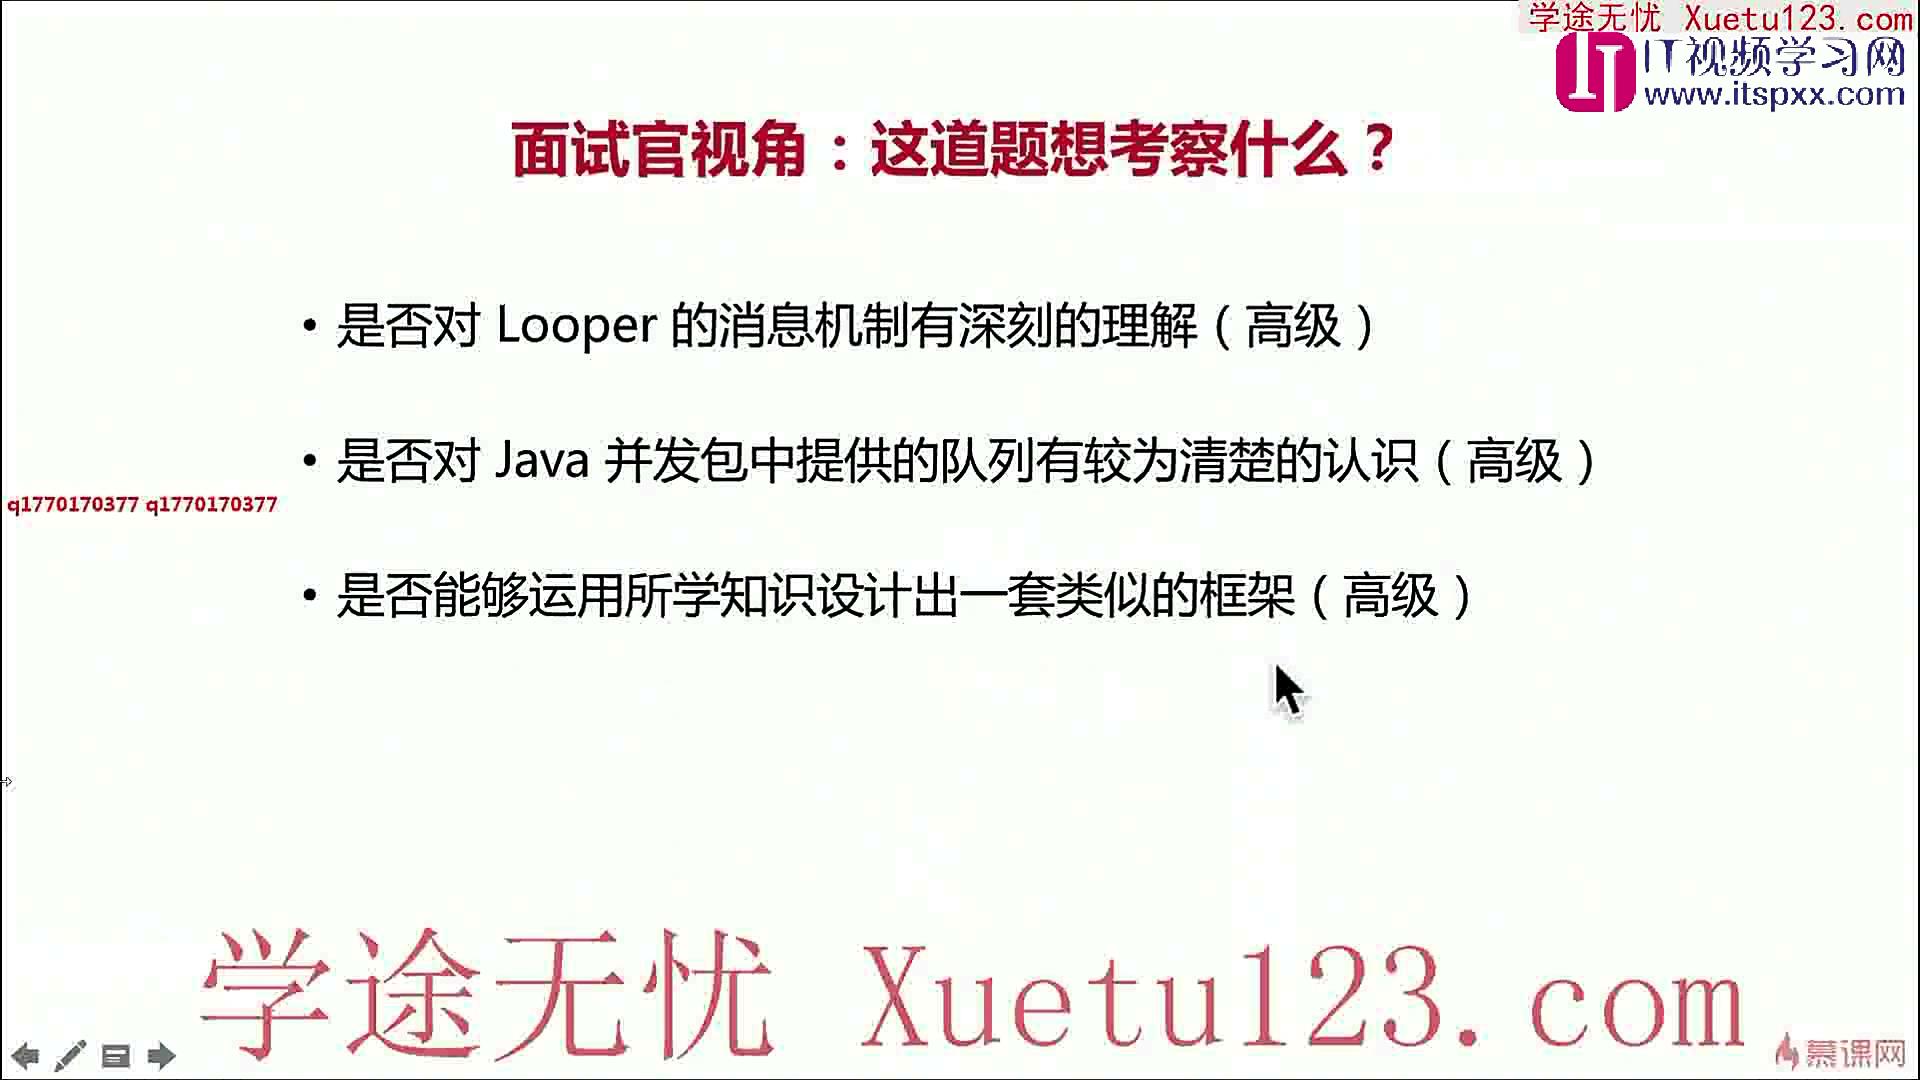 学途无忧 Xuetu123.com
IT视频学习网
www.itspxx.com
面试官视角：这道题想考察什么？
• 是否对 Looper 的消息机制有深刻的理解（高级）
• 是否对 Java 并发包中提供的队列有较为清楚的认识（高级）
q1770170377 q1770170377
• 是否能够运用所学知识设计出一套类似的框架（高级）
学途无忧 Xuetu123.com
慕课网